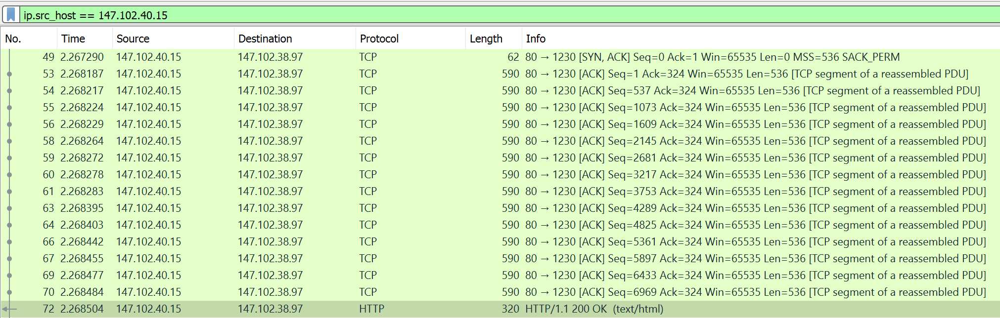 ip.src_host == 147.102.40.15
No. Time Source Destination Protocol Length Info
49 2.267290 147.102.40.15 147.102.38.97 TCP 62 80 → 1230 [SYN, ACK] Seq=0 Ack=1 Win=65535 Len=0 MSS=536 SACK_PERM
53 2.268187 147.102.40.15 147.102.38.97 TCP 590 80 → 1230 [ACK] Seq=1 Ack=324 Win=65535 Len=536 [TCP segment of a reassembled PDU]
54 2.268217 147.102.40.15 147.102.38.97 TCP 590 80 → 1230 [ACK] Seq=537 Ack=324 Win=65535 Len=536 [TCP segment of a reassembled PDU]
55 2.268224 147.102.40.15 147.102.38.97 TCP 590 80 → 1230 [ACK] Seq=1073 Ack=324 Win=65535 Len=536 [TCP segment of a reassembled PDU]
56 2.268229 147.102.40.15 147.102.38.97 TCP 590 80 → 1230 [ACK] Seq=1609 Ack=324 Win=65535 Len=536 [TCP segment of a reassembled PDU]
58 2.268264 147.102.40.15 147.102.38.97 TCP 590 80 → 1230 [ACK] Seq=2145 Ack=324 Win=65535 Len=536 [TCP segment of a reassembled PDU]
59 2.268272 147.102.40.15 147.102.38.97 TCP 590 80 → 1230 [ACK] Seq=2681 Ack=324 Win=65535 Len=536 [TCP segment of a reassembled PDU]
60 2.268278 147.102.40.15 147.102.38.97 TCP 590 80 → 1230 [ACK] Seq=3217 Ack=324 Win=65535 Len=536 [TCP segment of a reassembled PDU]
61 2.268283 147.102.40.15 147.102.38.97 TCP 590 80 → 1230 [ACK] Seq=3753 Ack=324 Win=65535 Len=536 [TCP segment of a reassembled PDU]
63 2.268395 147.102.40.15 147.102.38.97 TCP 590 80 → 1230 [ACK] Seq=4289 Ack=324 Win=65535 Len=536 [TCP segment of a reassembled PDU]
64 2.268403 147.102.40.15 147.102.38.97 TCP 590 80 → 1230 [ACK] Seq=4825 Ack=324 Win=65535 Len=536 [TCP segment of a reassembled PDU]
66 2.268442 147.102.40.15 147.102.38.97 TCP 590 80 → 1230 [ACK] Seq=5361 Ack=324 Win=65535 Len=536 [TCP segment of a reassembled PDU]
67 2.268455 147.102.40.15 147.102.38.97 TCP 590 80 → 1230 [ACK] Seq=5897 Ack=324 Win=65535 Len=536 [TCP segment of a reassembled PDU]
69 2.268477 147.102.40.15 147.102.38.97 TCP 590 80 → 1230 [ACK] Seq=6433 Ack=324 Win=65535 Len=536 [TCP segment of a reassembled PDU]
70 2.268484 147.102.40.15 147.102.38.97 TCP 590 80 → 1230 [ACK] Seq=6969 Ack=324 Win=65535 Len=536 [TCP segment of a reassembled PDU]
72 2.268504 147.102.40.15 147.102.38.97 HTTP 320 HTTP/1.1 200 OK (text/html)